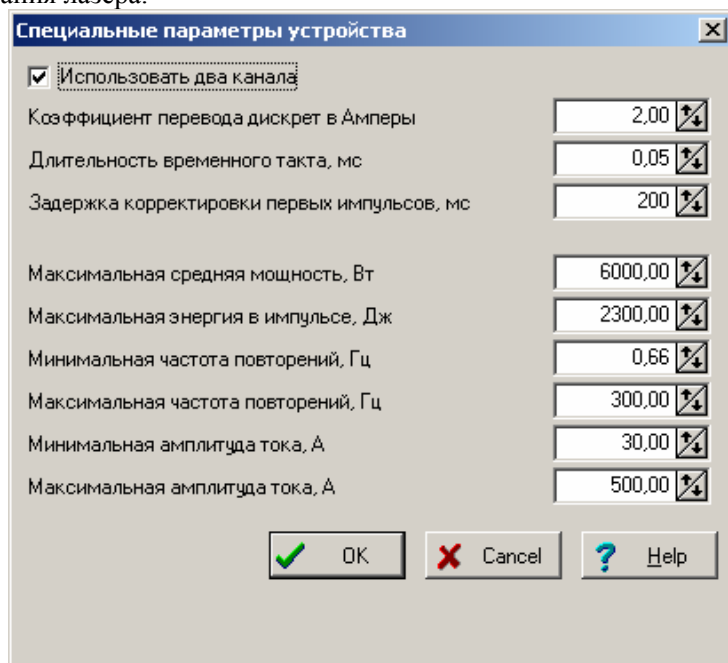 ания лазера.
Специальные параметры устройства
Использовать два канала
Коэффициент перевода дискрет в Амперы 2,00
Длительность временного такта, мс 0,05
Задержка корректировки первых импульсов, мс 200
Максимальная средняя мощность, Вт 6000,00
Максимальная энергия в импульсе, Дж 2300,00
Минимальная частота повторений, Гц 0,66
Максимальная частота повторений, Гц 300,00
Минимальная амплитуда тока, А 30,00
Максимальная амплитуда тока, А 500,00
OK Cancel Help